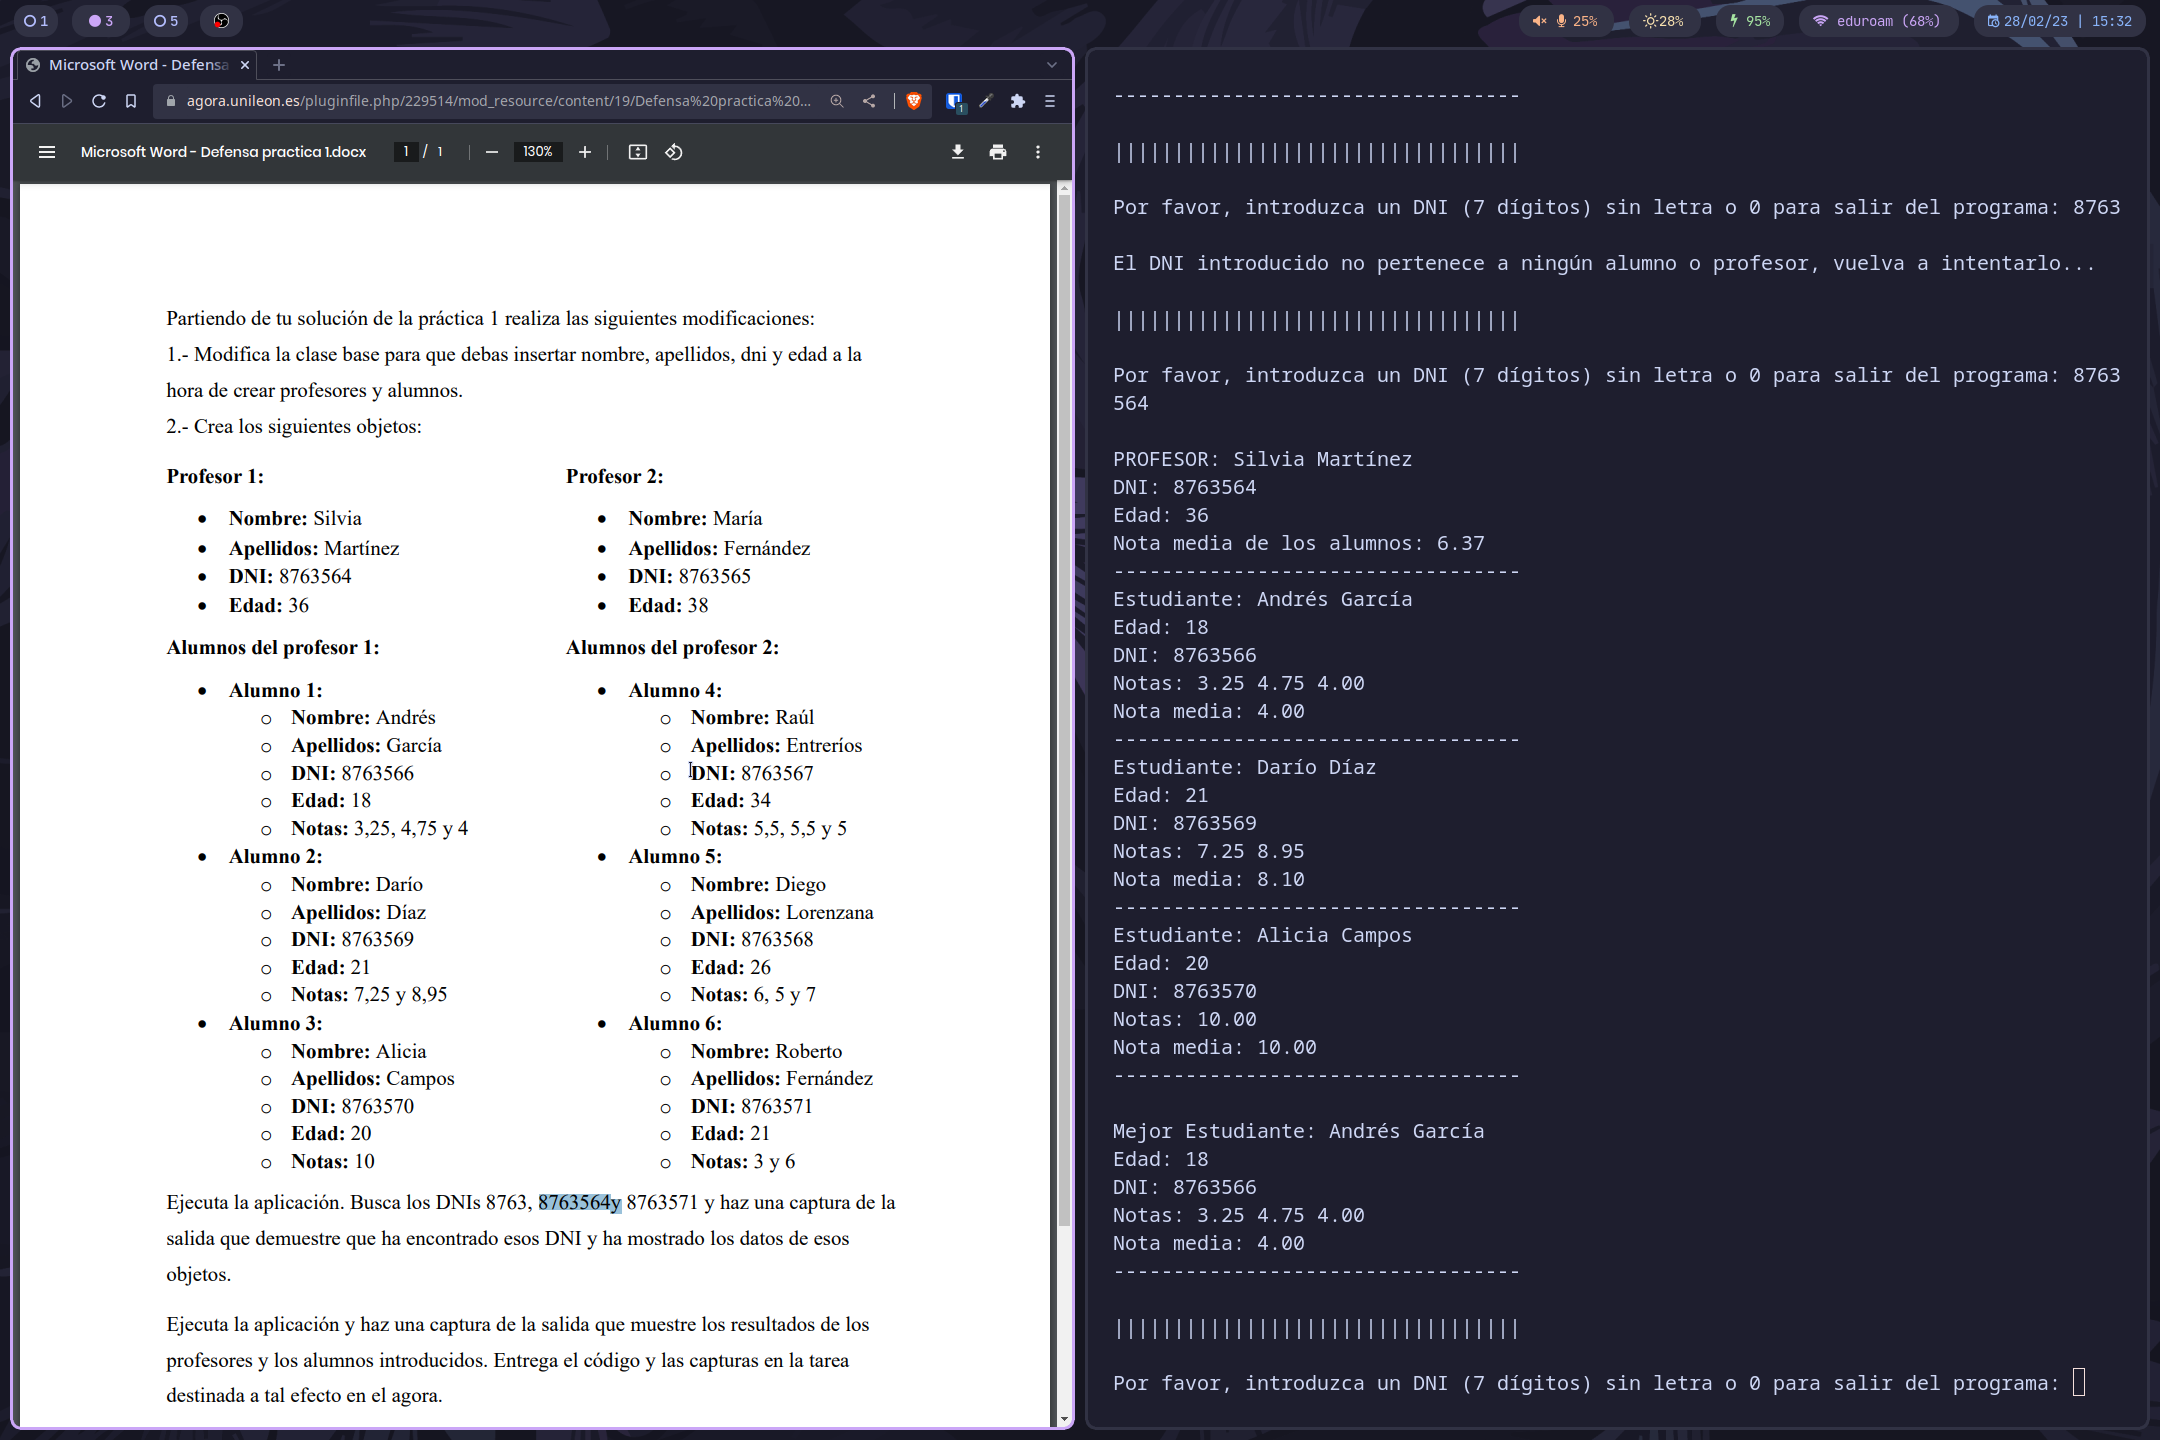 1
3
5
25%
28%
95%
eduroam (68%)
28/02/23 | 15:32
Microsoft Word - Defensa
agora.unileon.es/pluginfile.php/229514/mod_resource/content/19/Defensa%20practica%20...
1
Microsoft Word - Defensa practica 1.docx
1 / 1
130%
Partiendo de tu solución de la práctica 1 realiza las siguientes modificaciones:
1.- Modifica la clase base para que debas insertar nombre, apellidos, dni y edad a la
hora de crear profesores y alumnos.
2.- Crea los siguientes objetos:
Profesor 1:
• Nombre: Silvia
• Apellidos: Martínez
• DNI: 8763564
• Edad: 36
Alumnos del profesor 1:
• Alumno 1:
o Nombre: Andrés
o Apellidos: García
o DNI: 8763566
o Edad: 18
o Notas: 3,25, 4,75 y 4
• Alumno 2:
o Nombre: Darío
o Apellidos: Díaz
o DNI: 8763569
o Edad: 21
o Notas: 7,25 y 8,95
• Alumno 3:
o Nombre: Alicia
o Apellidos: Campos
o DNI: 8763570
o Edad: 20
o Notas: 10
Profesor 2:
• Nombre: María
• Apellidos: Fernández
• DNI: 8763565
• Edad: 38
Alumnos del profesor 2:
• Alumno 4:
o Nombre: Raúl
o Apellidos: Entreríos
o DNI: 8763567
o Edad: 34
o Notas: 5,5, 5,5 y 5
• Alumno 5:
o Nombre: Diego
o Apellidos: Lorenzana
o DNI: 8763568
o Edad: 26
o Notas: 6, 5 y 7
• Alumno 6:
o Nombre: Roberto
o Apellidos: Fernández
o DNI: 8763571
o Edad: 21
o Notas: 3 y 6
Ejecuta la aplicación. Busca los DNIs 8763, 8763564y 8763571 y haz una captura de la
salida que demuestre que ha encontrado esos DNI y ha mostrado los datos de esos
objetos.
Ejecuta la aplicación y haz una captura de la salida que muestre los resultados de los
profesores y los alumnos introducidos. Entrega el código y las capturas en la tarea
destinada a tal efecto en el agora.
----------------------------------
||||||||||||||||||||||||||||||||||
Por favor, introduzca un DNI (7 dígitos) sin letra o 0 para salir del programa: 8763
El DNI introducido no pertenece a ningún alumno o profesor, vuelva a intentarlo...
||||||||||||||||||||||||||||||||||
Por favor, introduzca un DNI (7 dígitos) sin letra o 0 para salir del programa: 8763
564
PROFESOR: Silvia Martínez
DNI: 8763564
Edad: 36
Nota media de los alumnos: 6.37
----------------------------------
Estudiante: Andrés García
Edad: 18
DNI: 8763566
Notas: 3.25 4.75 4.00
Nota media: 4.00
----------------------------------
Estudiante: Darío Díaz
Edad: 21
DNI: 8763569
Notas: 7.25 8.95
Nota media: 8.10
----------------------------------
Estudiante: Alicia Campos
Edad: 20
DNI: 8763570
Notas: 10.00
Nota media: 10.00
----------------------------------
Mejor Estudiante: Andrés García
Edad: 18
DNI: 8763566
Notas: 3.25 4.75 4.00
Nota media: 4.00
----------------------------------
||||||||||||||||||||||||||||||||||
Por favor, introduzca un DNI (7 dígitos) sin letra o 0 para salir del programa: